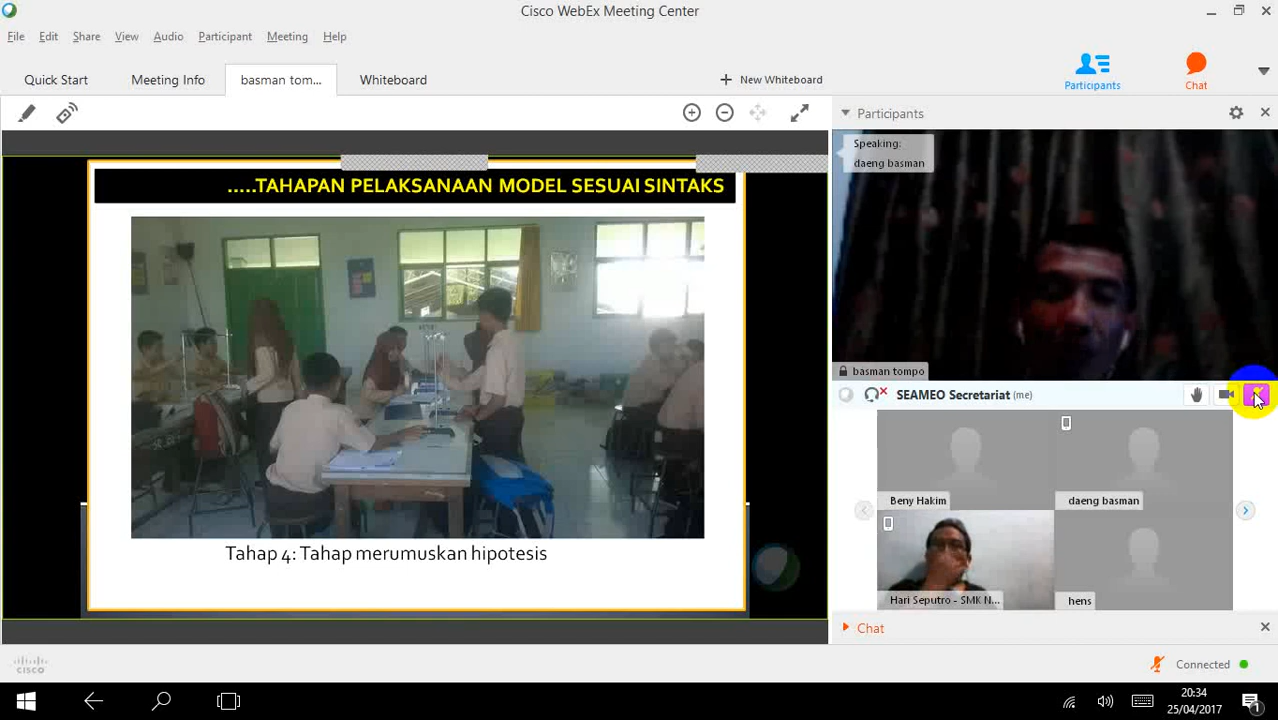 Cisco WebEx Meeting Center
File Edit Share View Audio Participant Meeting Help
Quick Start Meeting Info basman tom... Whiteboard + New Whiteboard
Participants Chat
Participants
Speaking:
daeng basman
.....TAHAPAN PELAKSANAAN MODEL SESUAI SINTAKS
Tahap 4: Tahap merumuskan hipotesis
basman tompo
SEAMEO Secretariat (me)
Beny Hakim daeng basman
Hari Seputro - SMK N... hens
Chat
cisco
Connected
20:34
25/04/2017
1